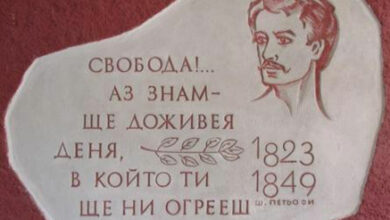 СВОБОДА!...
АЗ ЗНАМ-
ЩЕ ДОЖИВЕЯ
ДЕНЯ,
В КОЙТО ТИ
ЩЕ НИ ОГРЕЕШ
1823
1849
Ш. ПЕТЬОФИ